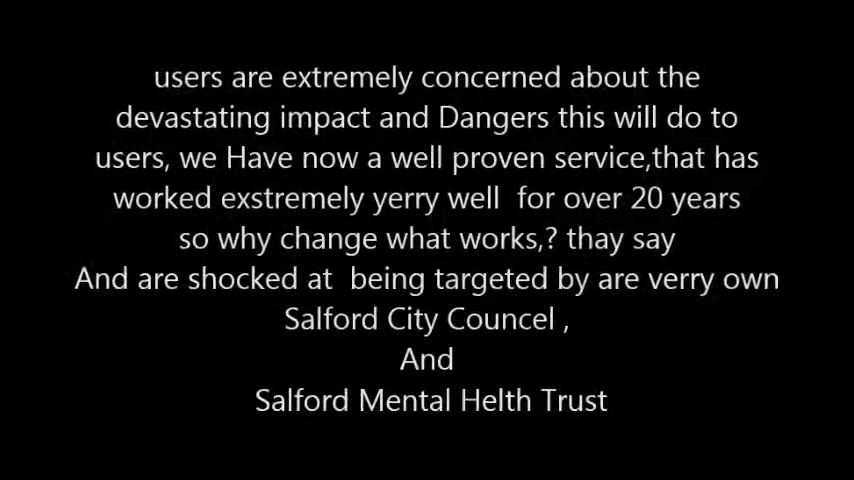 users are extremely concerned about the
devastating impact and Dangers this will do to
users, we Have now a well proven service,that has
worked exstremely yerry well  for over 20 years
so why change what works,? thay say
And are shocked at  being targeted by are verry own
Salford City Councel ,
And
Salford Mental Helth Trust